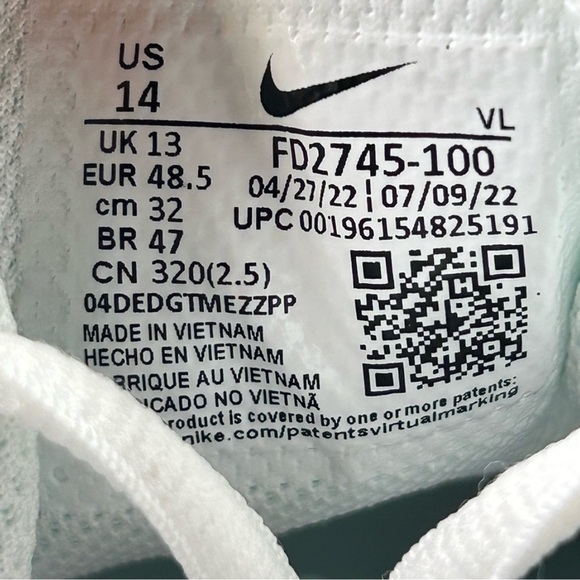 US
14
VL
UK 13
FD2745-100
EUR 48.5
04/27/22 | 07/09/22
cm 32
UPC 00196154825191
BR 47
CN 320(2.5)
04DEDGTMEZZPP
MADE IN VIETNAM
HECHO EN VIETNAM
BRIQUE AU VIETNAM
ICADO NO VIETNÃ
roduct is covered by one or more patents:
nike.com/patentsvirtualmarking